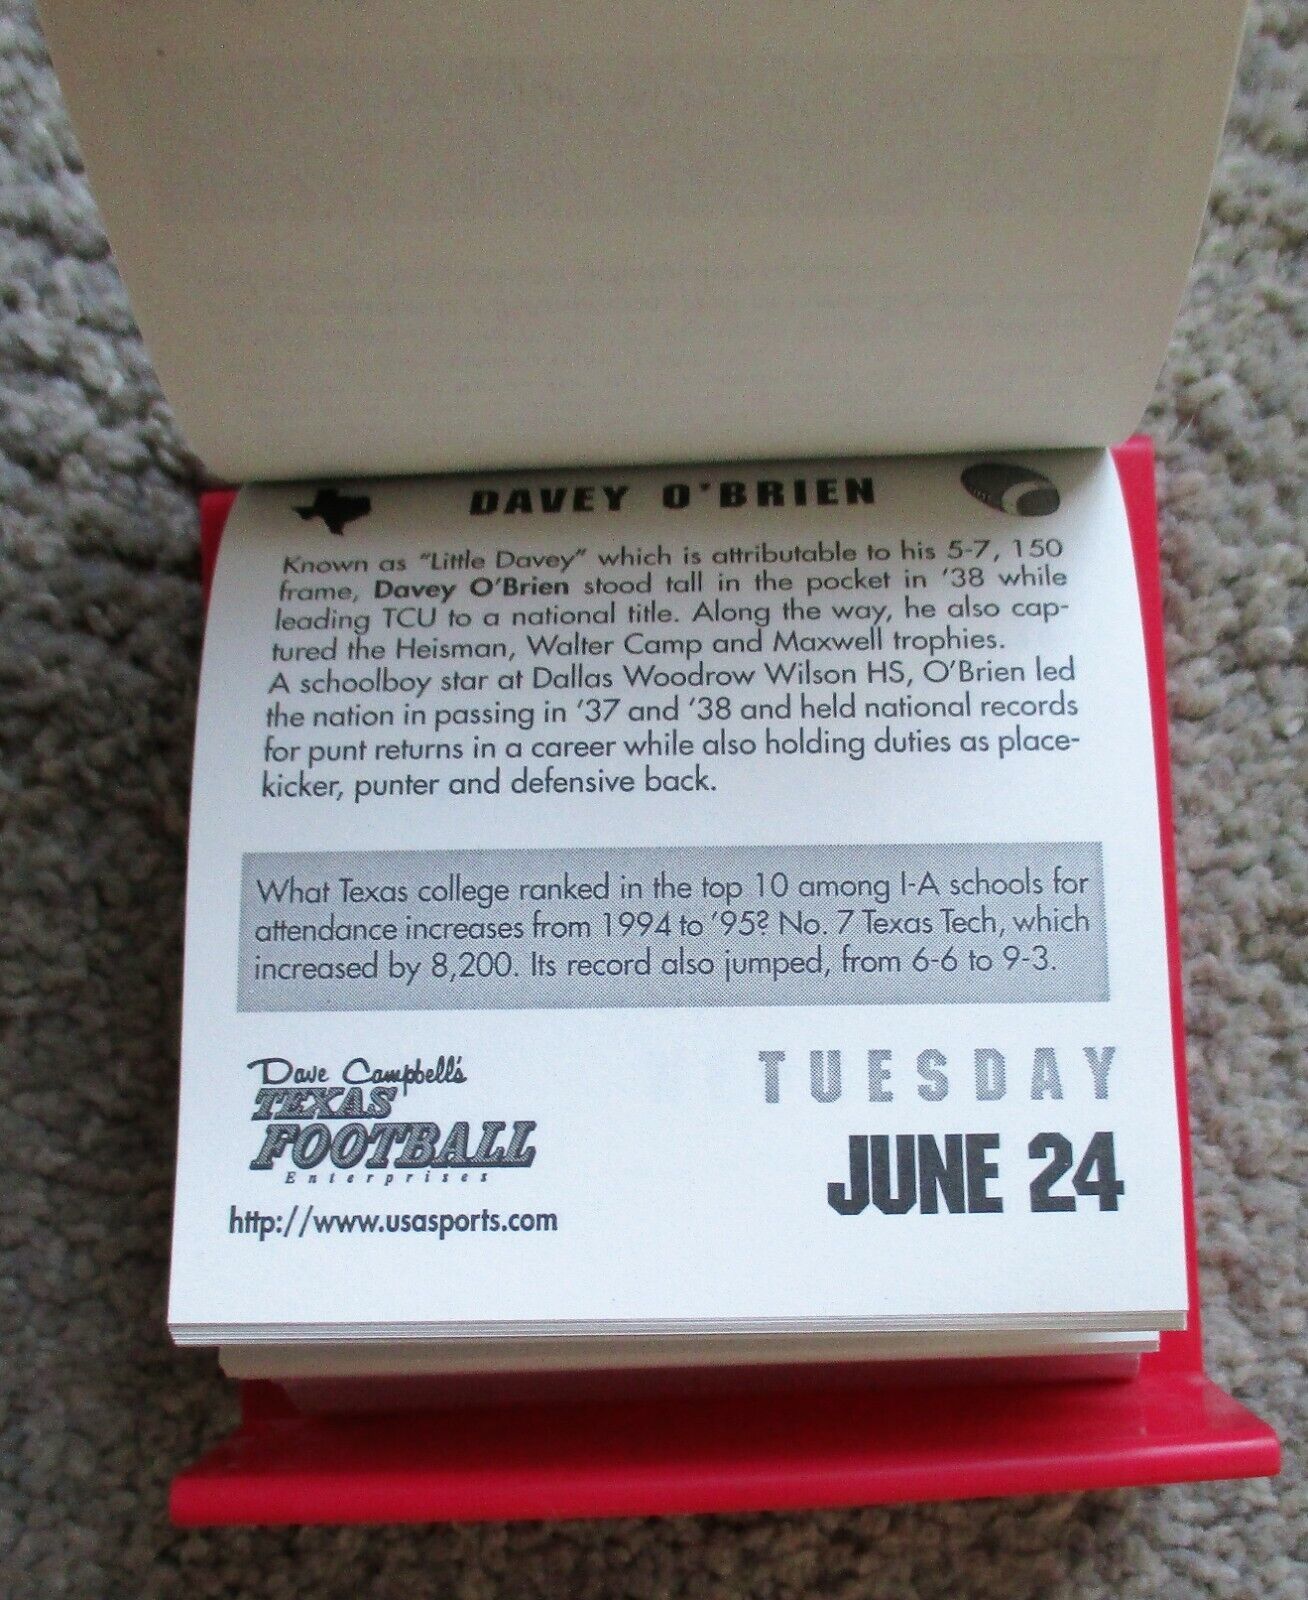 DAVEY O'BRIEN
Known as "Little Davey" which is attributable to his 5-7, 150
frame, Davey O'Brien stood tall in the pocket in '38 while
leading TCU to a national title. Along the way, he also cap-
tured the Heisman, Walter Camp and Maxwell trophies.
A schoolboy star at Dallas Woodrow Wilson HS, O'Brien led
the nation in passing in '37 and '38 and held national records
for punt returns in a career while also holding duties as place-
kicker, punter and defensive back.
What Texas college ranked in the top 10 among I-A schools for
attendance increases from 1994 to '95? No. 7 Texas Tech, which
increased by 8,200. Its record also jumped, from 6-6 to 9-3.
Dave Campbell's
TEXAS
FOOTBALL
Enterprises
http://www.usasports.com
TUESDAY
JUNE 24